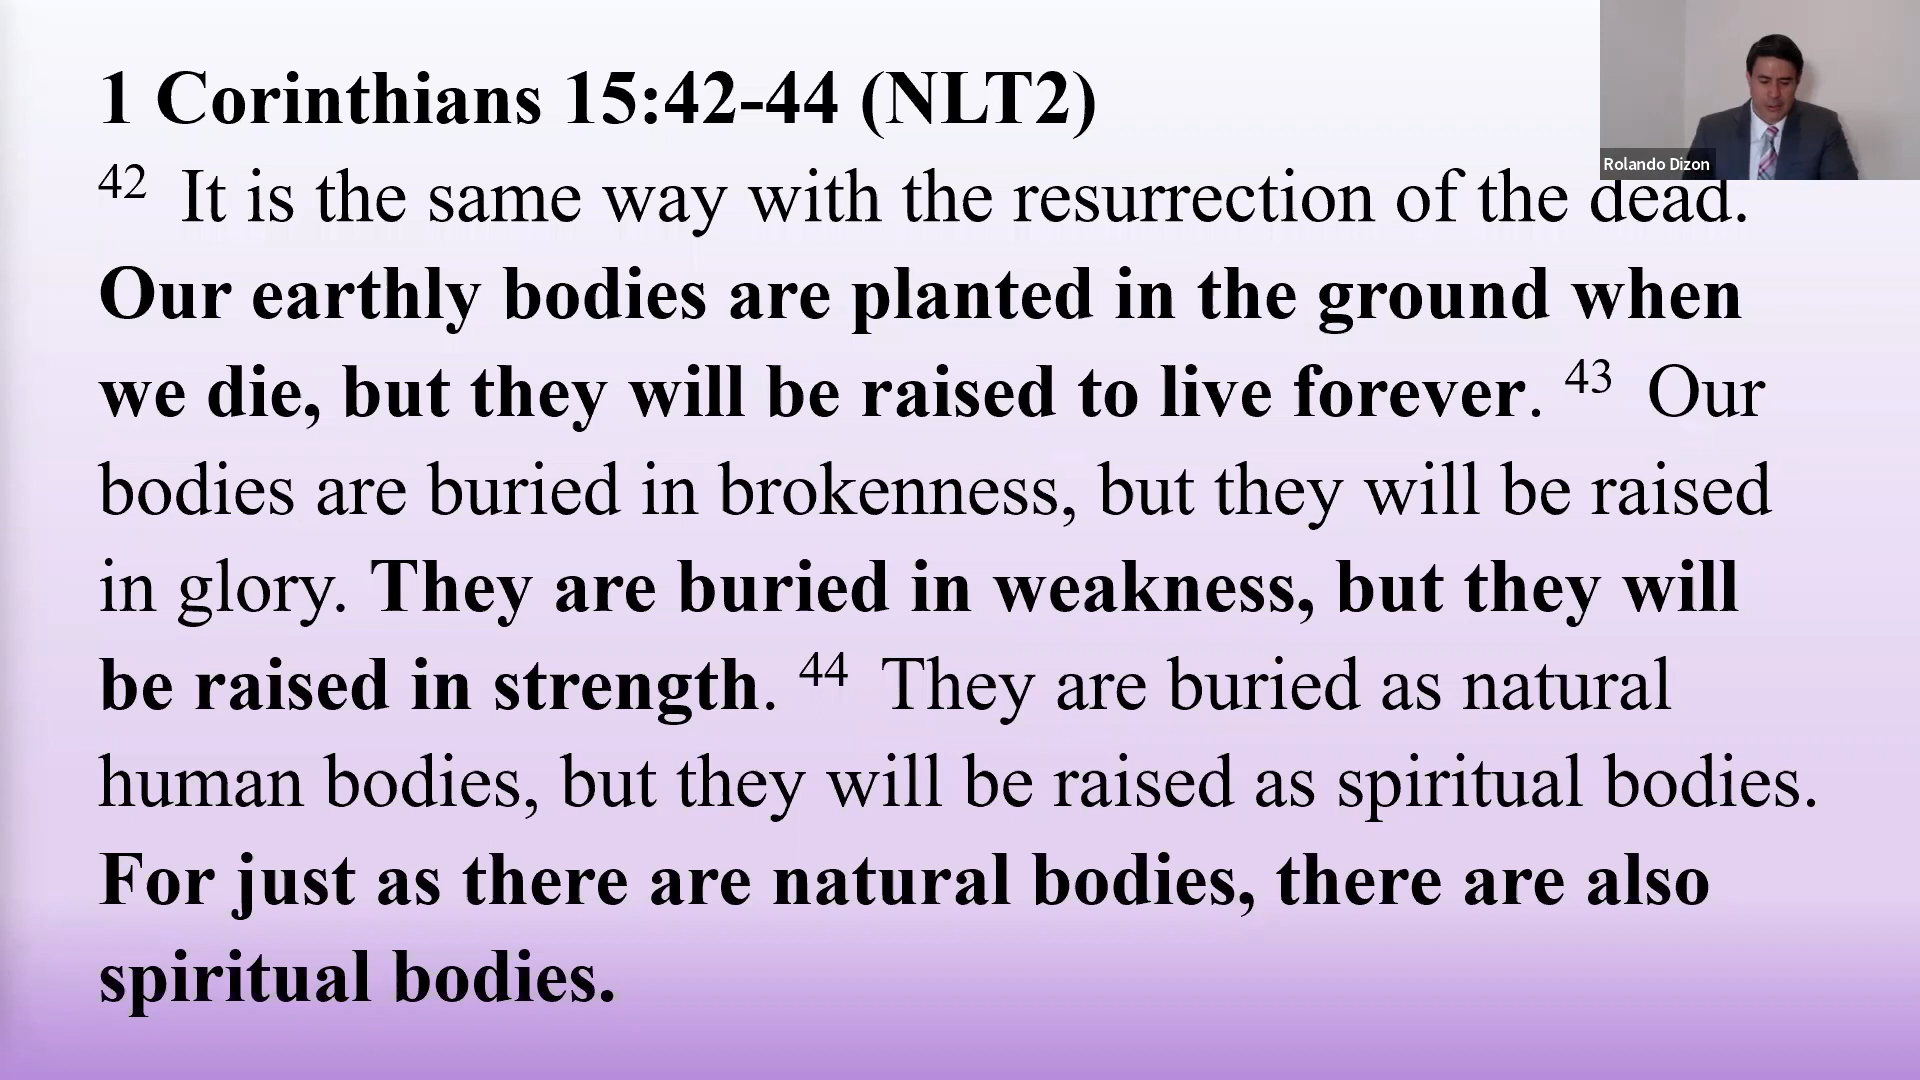 1 Corinthians 15:42-44 (NLT2)
42 It is the same way with the resurrection of the dead.
Our earthly bodies are planted in the ground when
we die, but they will be raised to live forever. 43 Our
bodies are buried in brokenness, but they will be raised
in glory. They are buried in weakness, but they will
be raised in strength. 44 They are buried as natural
human bodies, but they will be raised as spiritual bodies.
For just as there are natural bodies, there are also
spiritual bodies.
Rolando Dizon